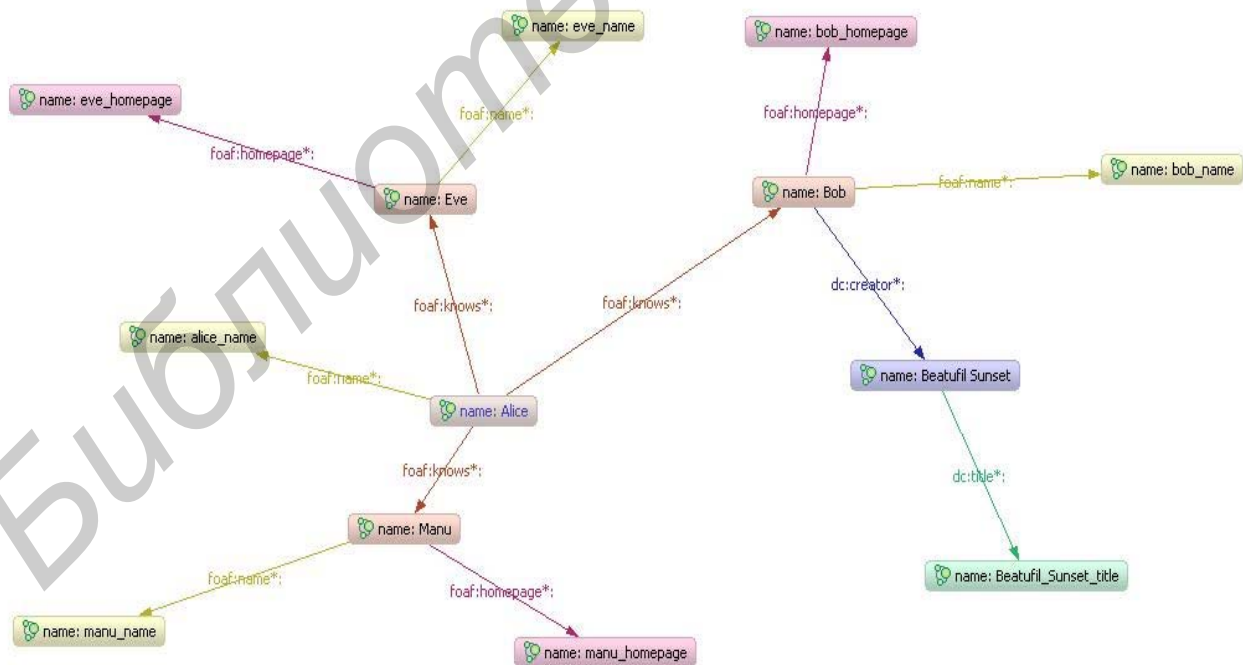 name: eve_name
name: bob_homepage
name: eve_homepage
foaf:name*:
foaf:homepage*:
foaf:homepage*:
name: bob_name
foaf:name*:
name: Eve
name: Bob
foaf:knows*:
foaf:knows*:
dc:creator*:
name: alice_name
foaf:name*:
name: Beatufil Sunset
name: Alice
foaf:knows*:
dc:title*:
name: Manu
foaf:name*:
foaf:homepage*:
name: Beatufil_Sunset_title
name: manu_name
name: manu_homepage
Библиоте